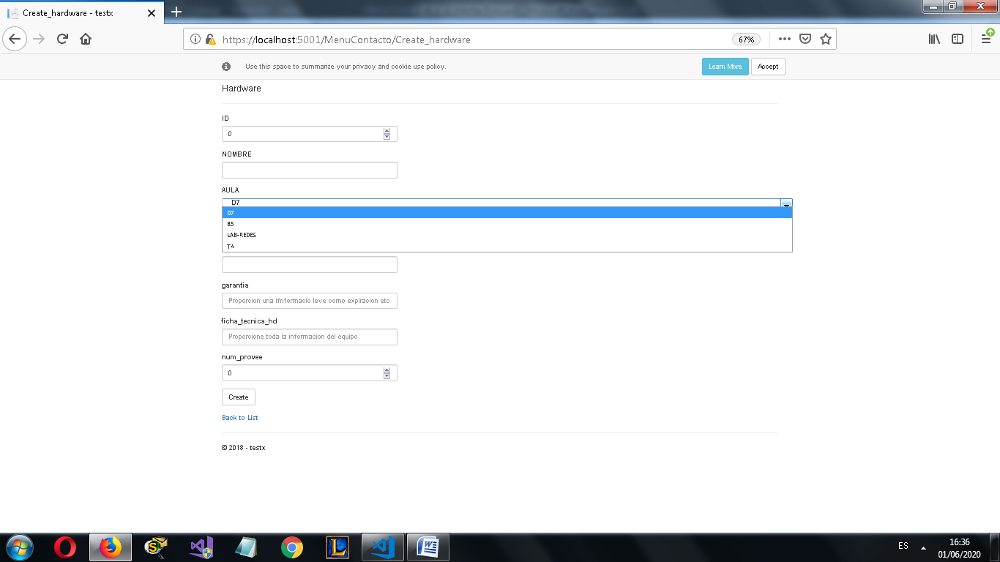 Create_hardware - testx
https://localhost:5001/MenuContacto/Create_hardware
67%
Use this space to summarize your privacy and cookie use policy.
Learn More
Accept
Hardware
ID
0
NOMBRE
AULA
D7
D7
B5
LAB-REDES
T4
garantia
Proporcion una ifnformacio leve como expiracion etc
ficha_tecnica_hd
Proporcione toda la informacion del equipo
num_provee
0
Create
Back to List
© 2018 - testx
ES
16:36
01/06/2020